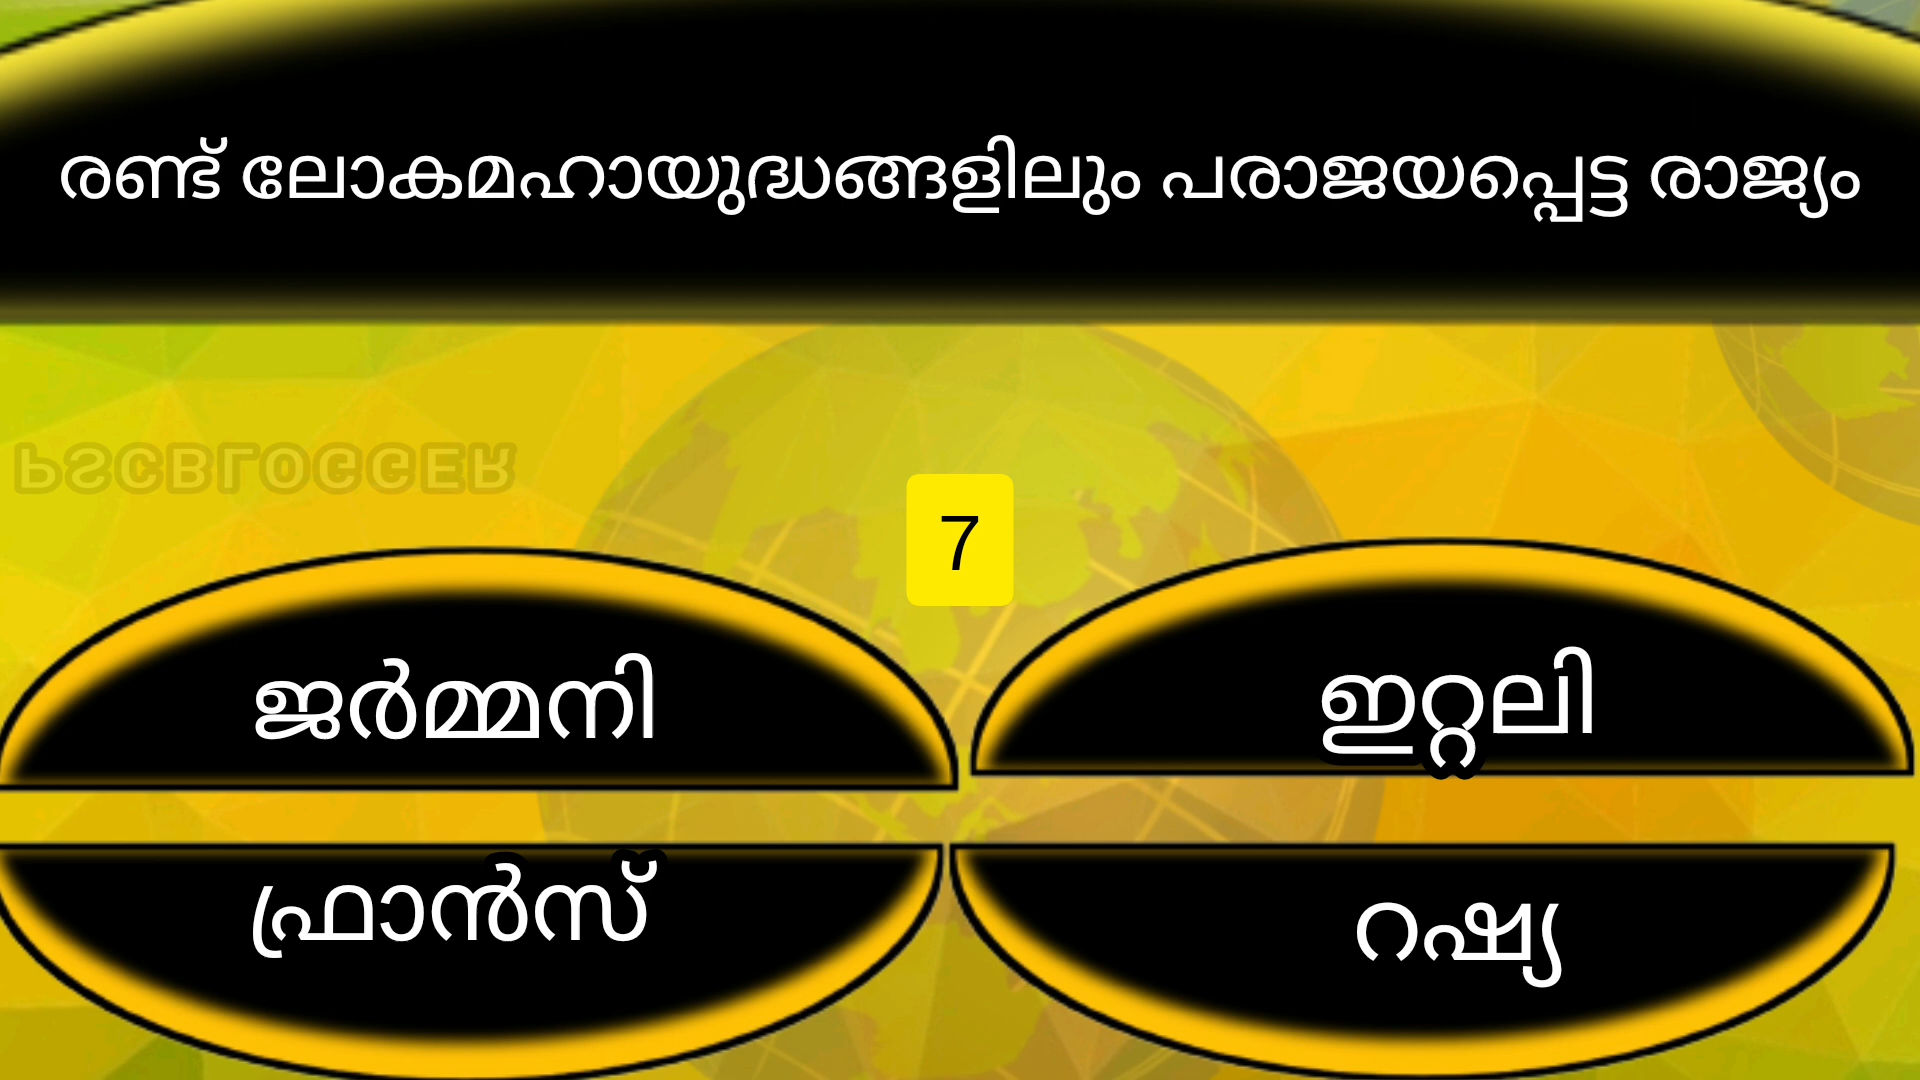 രണ്ട് ലോകമഹായുദ്ധങ്ങളിലും പരാജയപ്പെട്ട രാജ്യം
PSCBLOGGER
7
ജർമ്മനി
ഇറ്റലി
ഫ്രാൻസ്
റഷ്യ